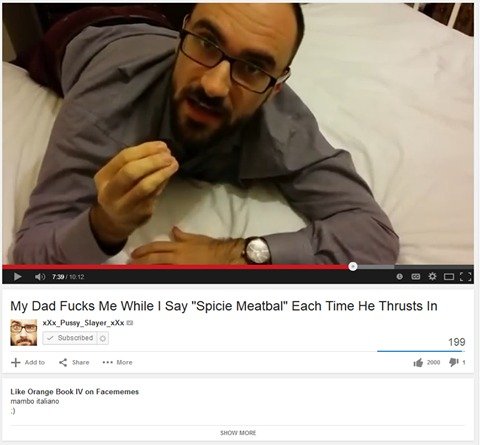 7:39 / 10:12
My Dad Fucks Me While I Say "Spicie Meatbal" Each Time He Thrusts In
xXx_Pussy_Slayer_xXx
Subscribed
199
Add to Share More 2000 1
Like Orange Book IV on Facememes
mambo italiano
:)
SHOW MORE